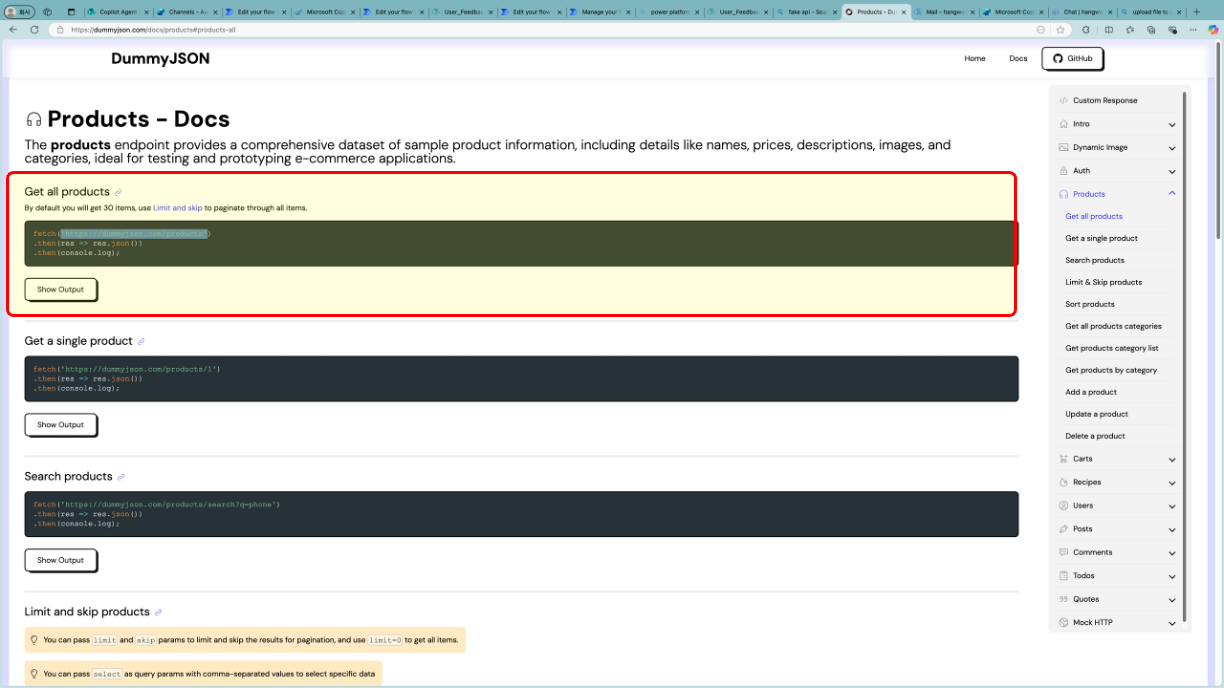 Copilot Agent
Channels - Av
Edit your flow
Microsoft Cop
Edit your flow
User_Feedba
Edit your flow
Manage your f
power platfor
User_Feedba
fake api - Sea
Products - Du
Mail - hangwe
Microsoft Cop
Chat | hangw
upload file to
https://dummyjson.com/docs/products#products-all
DummyJSON
Home
Docs
GitHub
Products - Docs
The products endpoint provides a comprehensive dataset of sample product information, including details like names, prices, descriptions, images, and
categories, ideal for testing and prototyping e-commerce applications.
Get all products
By default you will get 30 items, use Limit and skip to paginate through all items.
fetch('https://dummyjson.com/products')
.then(res => res.json())
.then(console.log);
Show Output
Get a single product
fetch('https://dummyjson.com/products/1')
.then(res => res.json())
.then(console.log);
Show Output
Search products
fetch('https://dummyjson.com/products/search?q=phone')
.then(res => res.json())
.then(console.log);
Show Output
Limit and skip products
You can pass limit and skip params to limit and skip the results for pagination, and use limit=0 to get all items.
You can pass select as query params with comma-separated values to select specific data
Custom Response
Intro
Dynamic Image
Auth
Products
Get all products
Get a single product
Search products
Limit & Skip products
Sort products
Get all products categories
Get products category list
Get products by category
Add a product
Update a product
Delete a product
Carts
Recipes
Users
Posts
Comments
Todos
Quotes
Mock HTTP